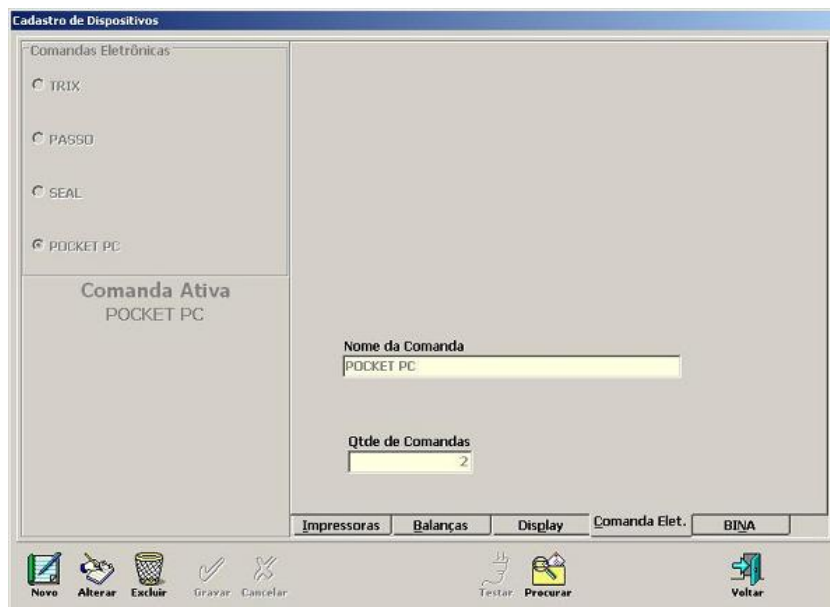 Cadastro de Dispositivos
Comandas Eletrônicas
TRIX
PASSO
SEAL
POCKET PC
Comanda Ativa
POCKET PC
Nome da Comanda
POCKET PC
Qtde de Comandas
2
Impressoras Balanças Display Comanda Elet. BINA
Novo Alterar Excluir Gravar Cancelar Testar Procurar Voltar